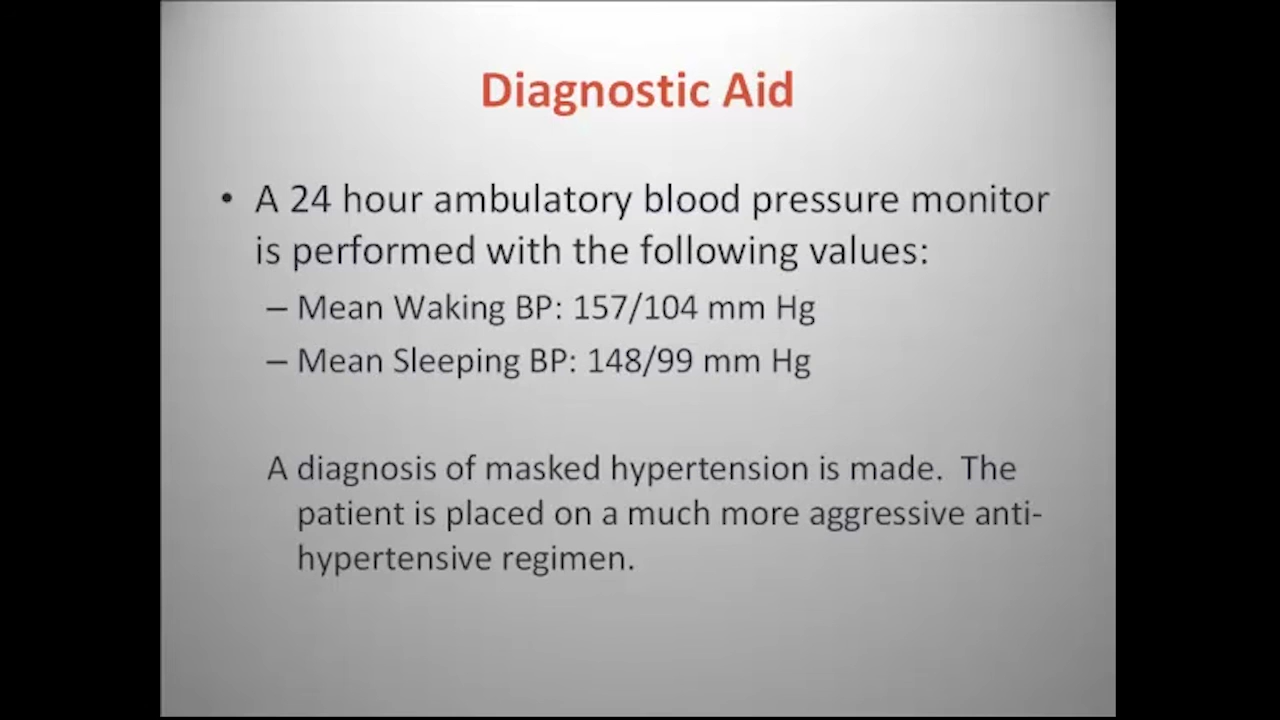 Diagnostic Aid
• A 24 hour ambulatory blood pressure monitor
is performed with the following values:
– Mean Waking BP: 157/104 mm Hg
– Mean Sleeping BP: 148/99 mm Hg
A diagnosis of masked hypertension is made.  The
patient is placed on a much more aggressive anti-
hypertensive regimen.